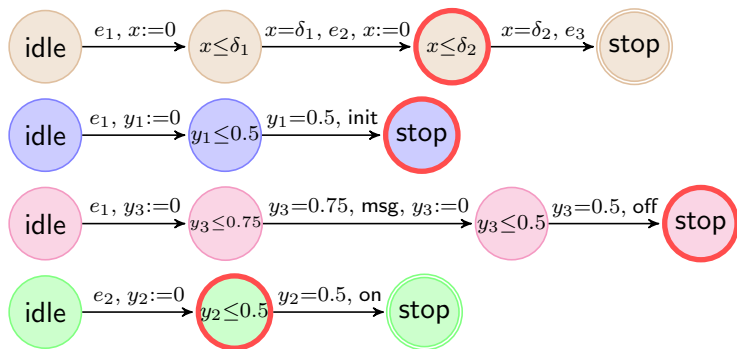 e₁, x:=0 x=δ₁, e₂, x:=0 x=δ₂, e₃
idle x≤δ₁ x≤δ₂ stop
e₁, y₁:=0 y₁=0.5, init
idle y₁≤0.5 stop
e₁, y₃:=0 y₃=0.75, msg, y₃:=0 y₃=0.5, off
idle y₃≤0.75 y₃≤0.5 stop
e₂, y₂:=0 y₂=0.5, on
idle y₂≤0.5 stop